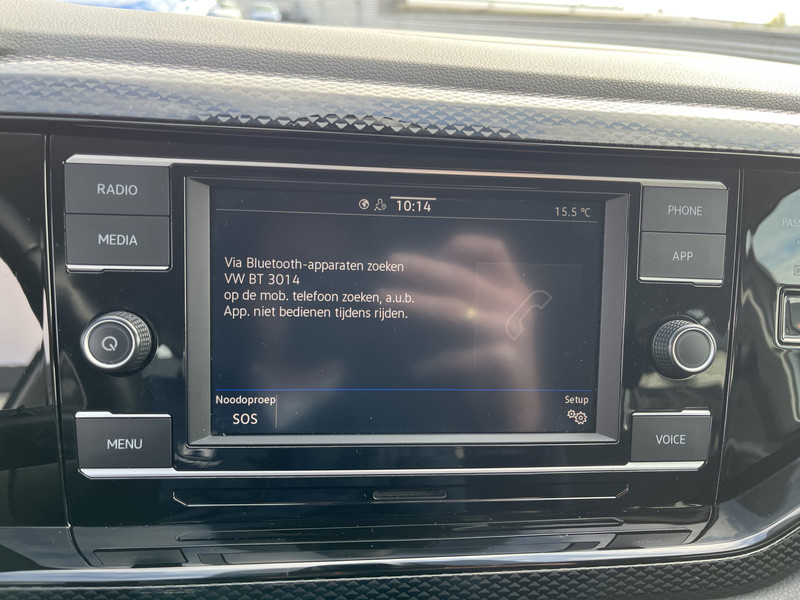 RADIO
MEDIA
MENU
10:14
15.5 °C
Via Bluetooth-apparaten zoeken
VW BT 3014
op de mob. telefoon zoeken, a.u.b.
App. niet bedienen tijdens rijden.
Noodoproep
SOS
Setup
PHONE
APP
VOICE